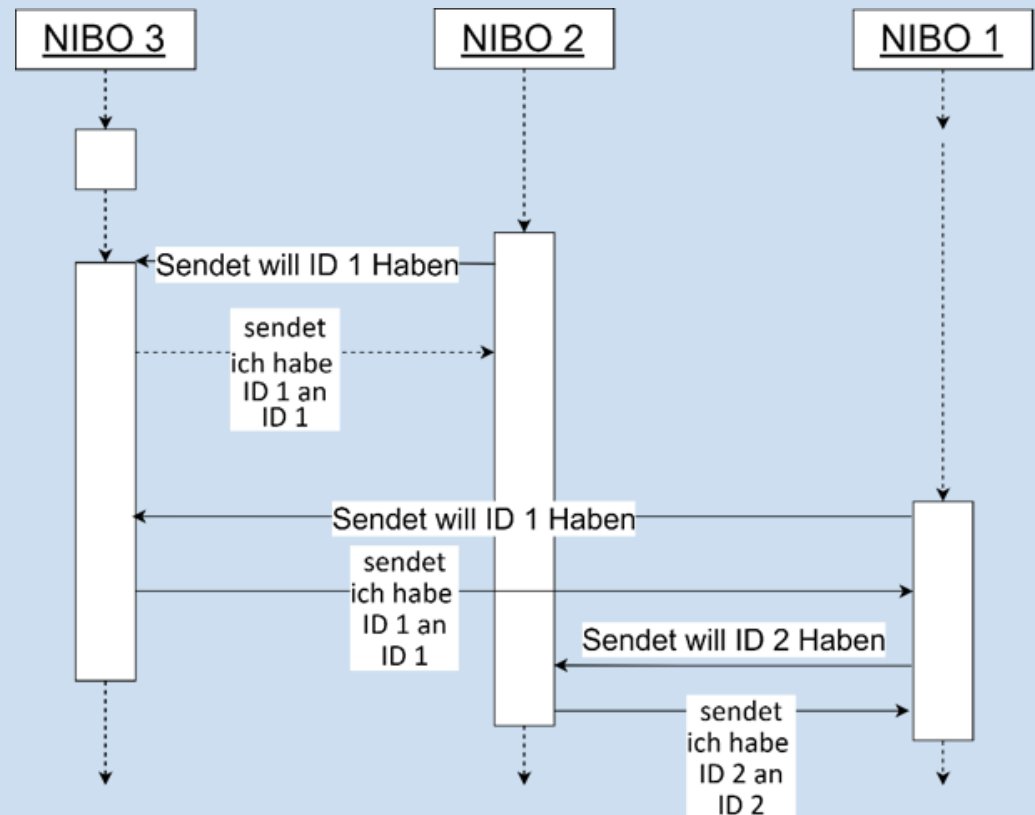 NIBO 3
NIBO 2
NIBO 1
Sendet will ID 1 Haben
sendet
ich habe
ID 1 an
ID 1
Sendet will ID 1 Haben
sendet
ich habe
ID 1 an
ID 1
Sendet will ID 2 Haben
sendet
ich habe
ID 2 an
ID 2